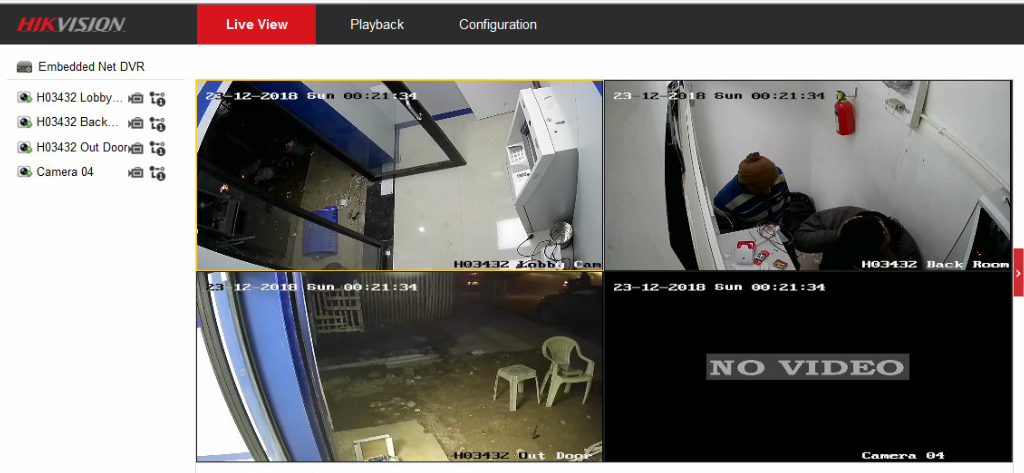 HIKVISION
Live View
Playback
Configuration
Embedded Net DVR
H03432 Lobby...
H03432 Back...
H03432 Out Door
Camera 04
23-12-2018 Sun 00:21:34
H03432 Lobby Cam
23-12-2018 Sun 00:21:34
H03432 Back Room
23-12-2018 Sun 00:21:34
H03432 Out Door
23-12-2018 Sun 00:21:34
NO VIDEO
Camera 04